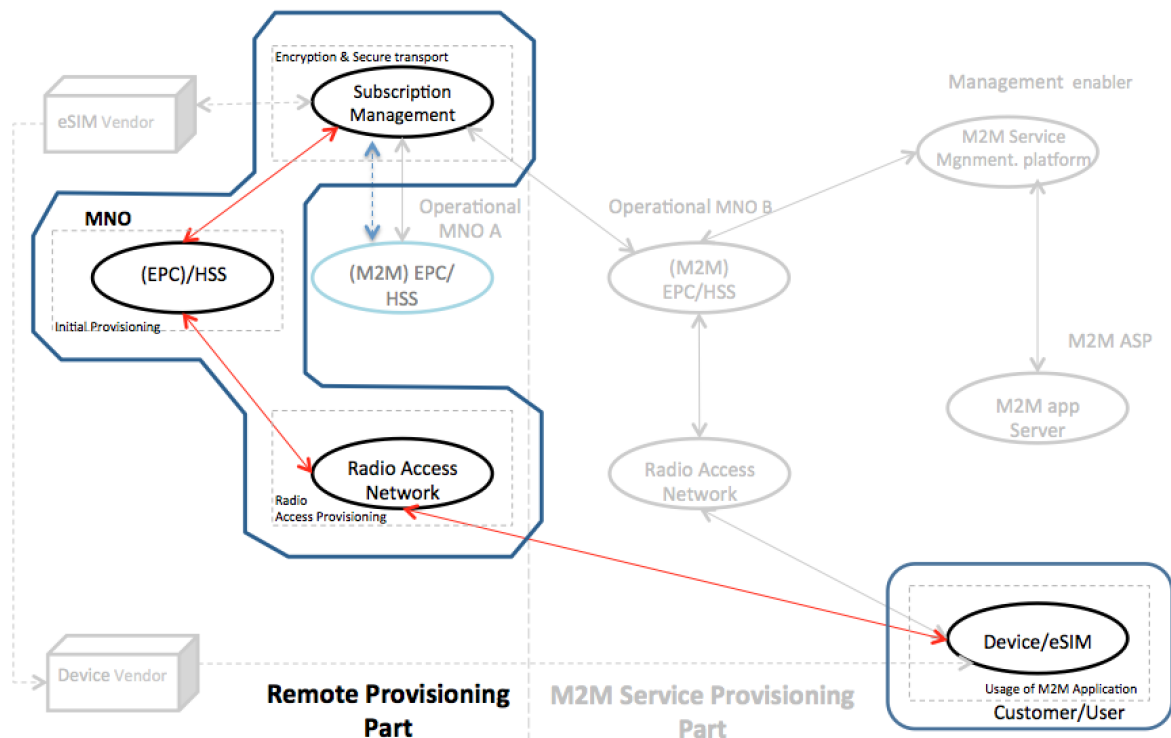 Encryption & Secure transport
Subscription
Management
eSIM Vendor
Management enabler
M2M Service
Mgnment. platform
MNO
(EPC)/HSS
Initial Provisioning
Operational
MNO A
(M2M) EPC/
HSS
Operational MNO B
(M2M)
EPC/HSS
M2M ASP
M2M app
Server
Radio Access
Network
Radio
Access Provisioning
Radio Access
Network
Device/eSIM
Usage of M2M Application
Customer/User
Device Vendor
Remote Provisioning
Part
M2M Service Provisioning
Part